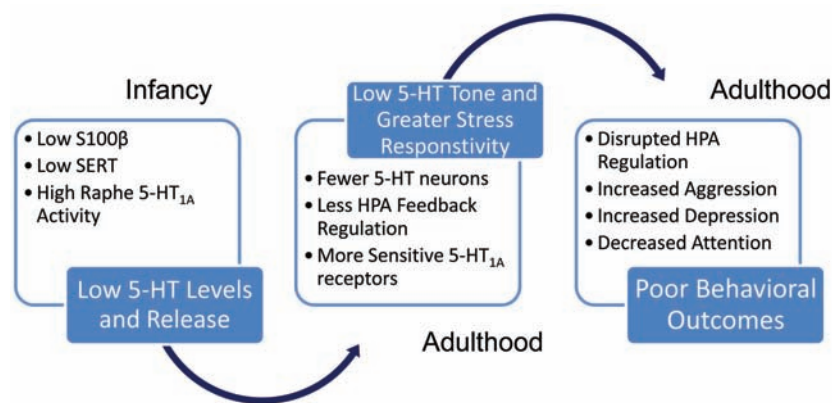 Infancy
• Low S100β
• Low SERT
• High Raphe 5-HT1A
Activity
Low 5-HT Levels
and Release
Low 5-HT Tone and
Greater Stress
Responstivity
• Fewer 5-HT neurons
• Less HPA Feedback
Regulation
• More Sensitive 5-HT1A
receptors
Adulthood
Adulthood
• Disrupted HPA
Regulation
• Increased Aggression
• Increased Depression
• Decreased Attention
Poor Behavioral
Outcomes